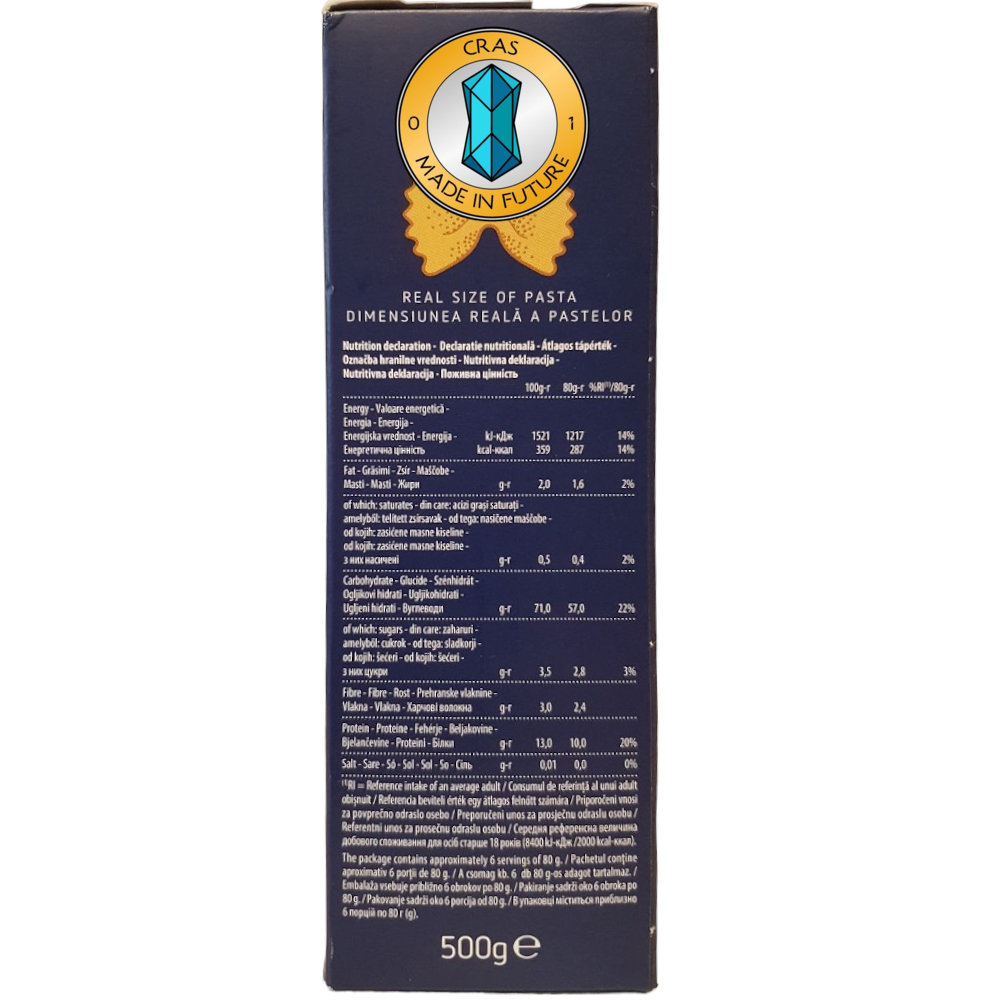 CRAS
0 1
MADE IN FUTURE
REAL SIZE OF PASTA
DIMENSIUNEA REALĂ A PASTELOR
Nutrition declaration - Declaratie nutritională - Átlagos tápérték -
Označba hranilne vrednosti - Nutritivna deklaracija -
Nutritivna deklaracija - Поживна цінність
100g-г 80g-г %RI⁽¹⁾/80g-г
Energy - Valoare energetică -
Energia - Energija -
Energijska vrednost - Energija - kJ-кДж 1521 1217 14%
Енергетична цінність kcal-ккал 359 287 14%
Fat - Grăsimi - Zsír - Maščobe -
Masti - Masti - Жири g-г 2,0 1,6 2%
of which: saturates - din care: acizi grași saturați -
amelyből: telített zsírsavak - od tega: nasičene maščobe -
od kojih: zasićene masne kiseline -
od kojih: zasićene masne kiseline -
з них насичені g-г 0,5 0,4 2%
Carbohydrate - Glucide - Szénhidrát -
Ogljikovi hidrati - Ugljikohidrati -
Ugljeni hidrati - Вуглеводи g-г 71,0 57,0 22%
of which: sugars - din care: zaharuri -
amelyből: cukrok - od tega: sladkorji -
od kojih: šećeri - od kojih: šećeri -
з них цукри g-г 3,5 2,8 3%
Fibre - Fibre - Rost - Prehranske vlaknine -
Vlakna - Vlakna - Харчові волокна g-г 3,0 2,4
Protein - Proteine - Fehérje - Beljakovine -
Bjelančevine - Proteini - Білки g-г 13,0 10,0 20%
Salt - Sare - Só - Sol - Sol - So - Сіль g-г 0,01 0,0 0%
⁽¹⁾RI = Reference intake of an average adult / Consumul de referință al unui adult
obișnuit / Referencia beviteli érték egy átlagos felnőtt számára / Priporočeni vnosi
za povprečno odraslo osebo / Preporučeni unos za prosječnu odraslu osobu /
Referentni unos za prosečnu odraslu osobu / Середня референсна величина
добового споживання для осіб старше 18 років (8400 kJ-кДж /2000 kcal-ккал).
The package contains approximately 6 servings of 80 g. / Pachetul conține
aproximativ 6 porții de 80 g. / A csomag kb. 6 db 80 g-os adagot tartalmaz. /
Embalaža vsebuje približno 6 obrokov po 80 g. / Pakiranje sadrži oko 6 obroka po
80 g. / Pakovanje sadrži oko 6 porcija od 80 g. / В упаковці міститься приблизно
6 порцій по 80 г (g).
500g ℮